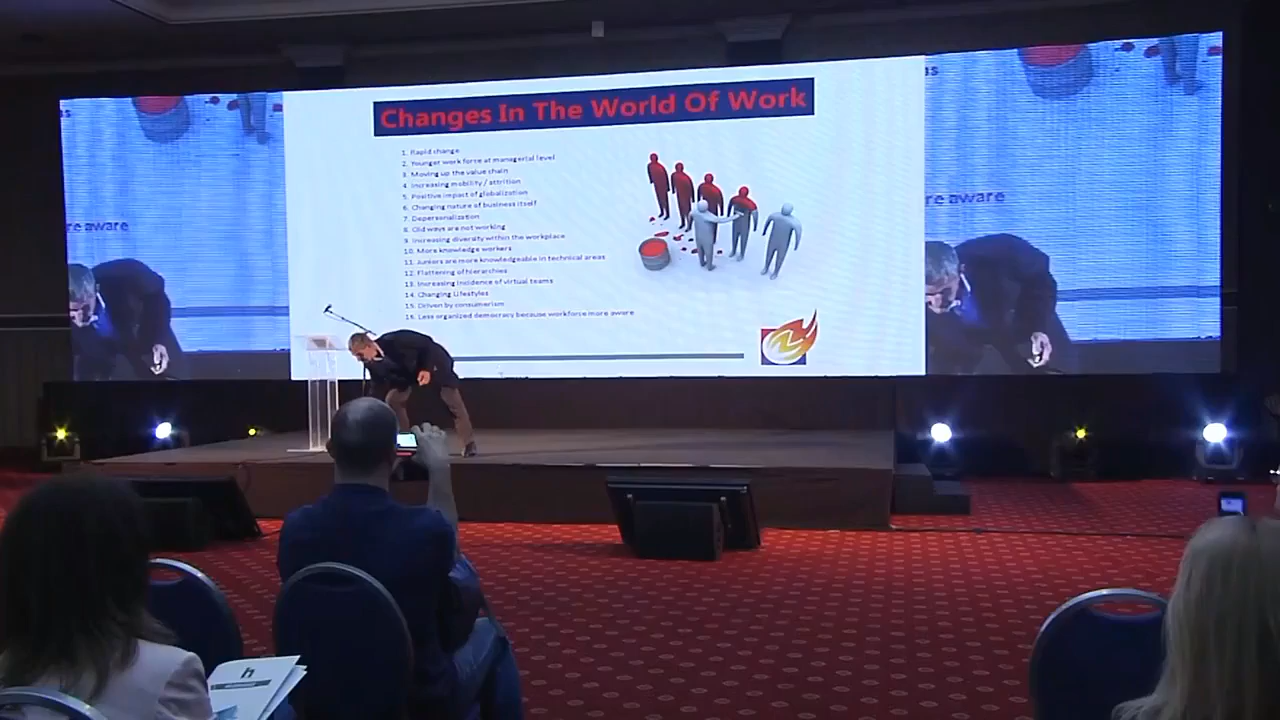 Changes In The World Of Work
1. Rapid change
2. Younger work force at managerial level
3. Moving up the value chain
4. Increasing mobility / attrition
5. Positive impact of globalization
6. Changing nature of business itself
7. Depersonalization
8. Old ways are not working
9. Increasing diversity within the workplace
10. More knowledge workers
11. Juniors are more knowledgeable in technical areas
12. Flattening of hierarchies
13. Increasing incidence of virtual teams
14. Changing Lifestyles
15. Driven by consumerism
16. Less organized democracy because workforce more aware
re aware
as
re aware
h